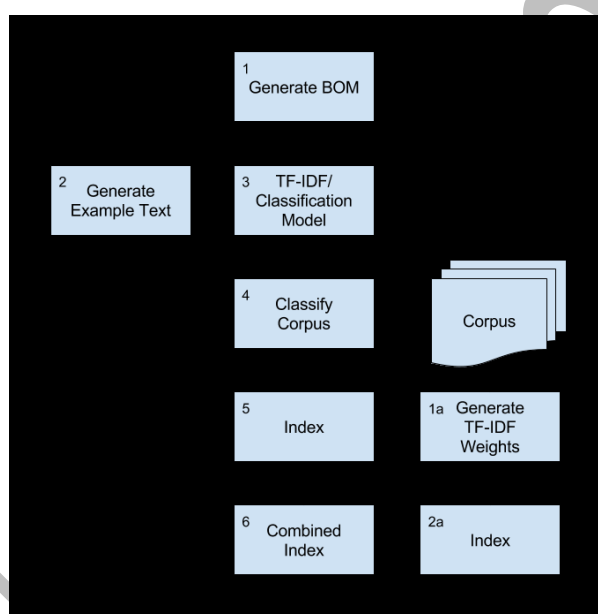 1
Generate BOM
2
Generate
Example Text
3
TF-IDF/
Classification
Model
4
Classify
Corpus
Corpus
5
Index
1a
Generate
TF-IDF
Weights
6
Combined
Index
2a
Index